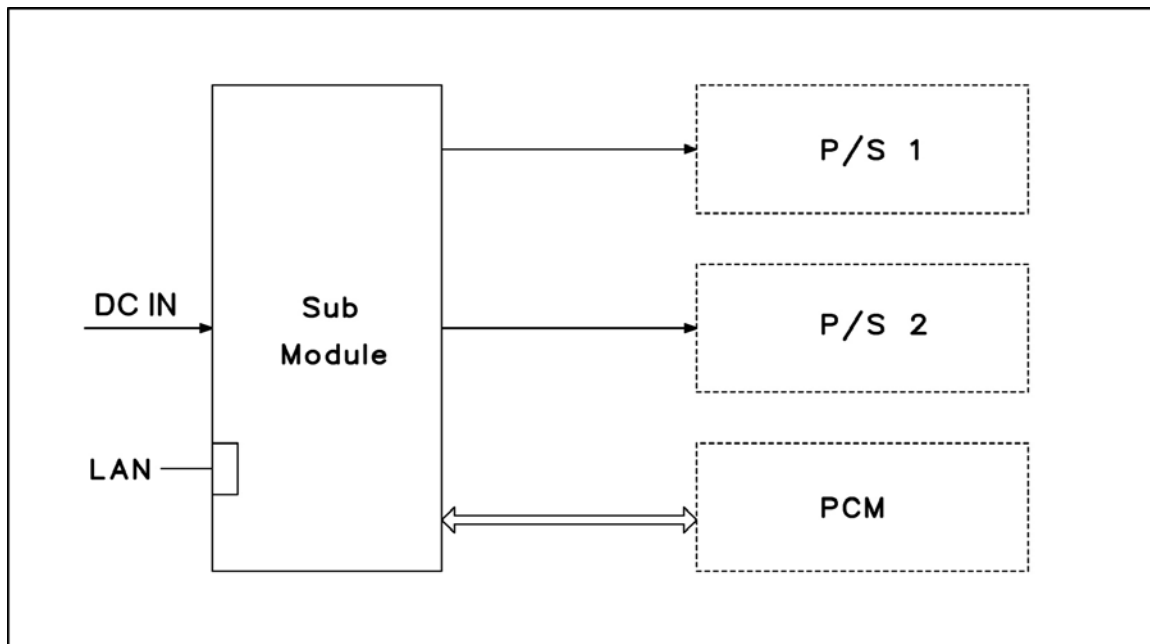 P/S 1
DC IN
Sub
Module
P/S 2
LAN
PCM